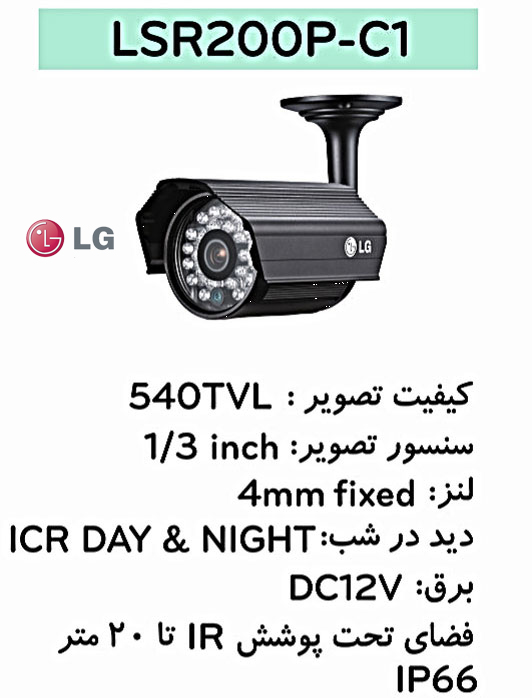 LSR200P-C1
LG
LG
کیفیت تصویر : 540TVL
سنسور تصویر: 1/3 inch
لنز: 4mm fixed
دید در شب: ICR DAY & NIGHT
برق: DC12V
فضای تحت پوشش IR تا ۲۰ متر
IP66